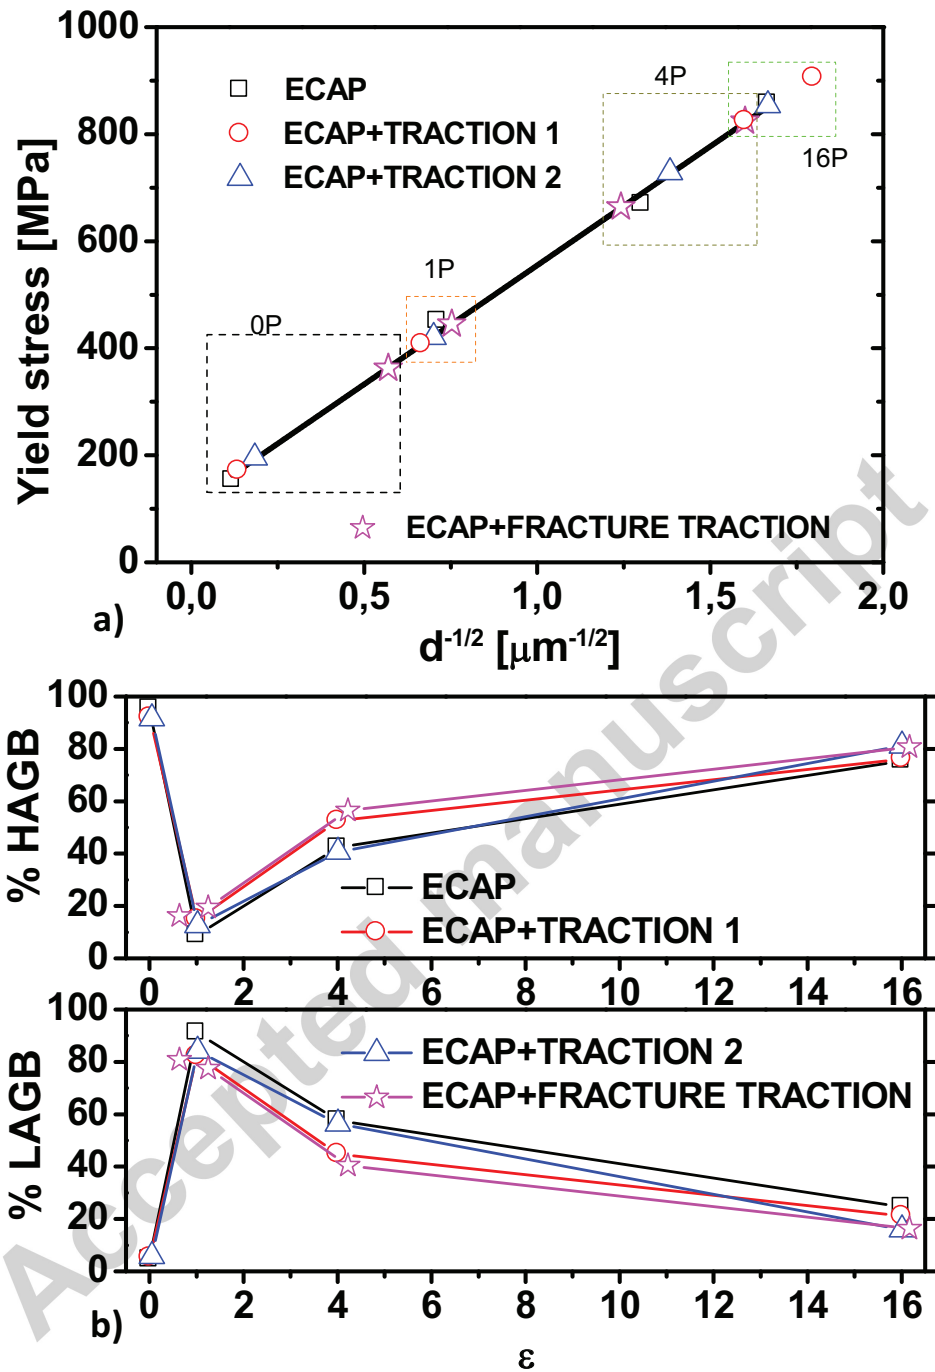 1000
800
600
400
200
0
Yield stress [MPa]
ECAP
ECAP+TRACTION 1
ECAP+TRACTION 2
4P
16P
1P
0P
ECAP+FRACTURE TRACTION
0,0 0,5 1,0 1,5 2,0
a)
d-1/2 [μm-1/2]
100
80
60
40
20
0
% HAGB
ECAP
ECAP+TRACTION 1
0 2 4 6 8 10 12 14 16
100
80
60
40
20
0
% LAGB
ECAP+TRACTION 2
ECAP+FRACTURE TRACTION
0 2 4 6 8 10 12 14 16
b)
ε
Accepted manuscript